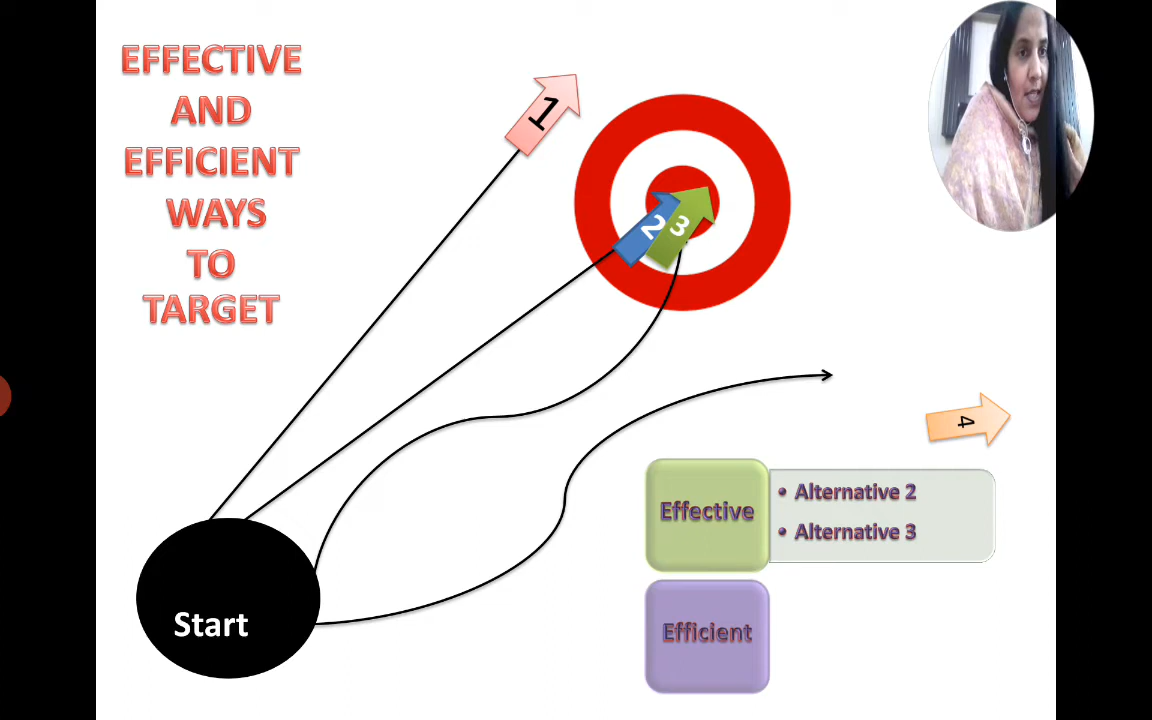 EFFECTIVE
AND
EFFICIENT
WAYS
TO
TARGET
1
2
3
4
Start
Effective
• Alternative 2
• Alternative 3
Efficient